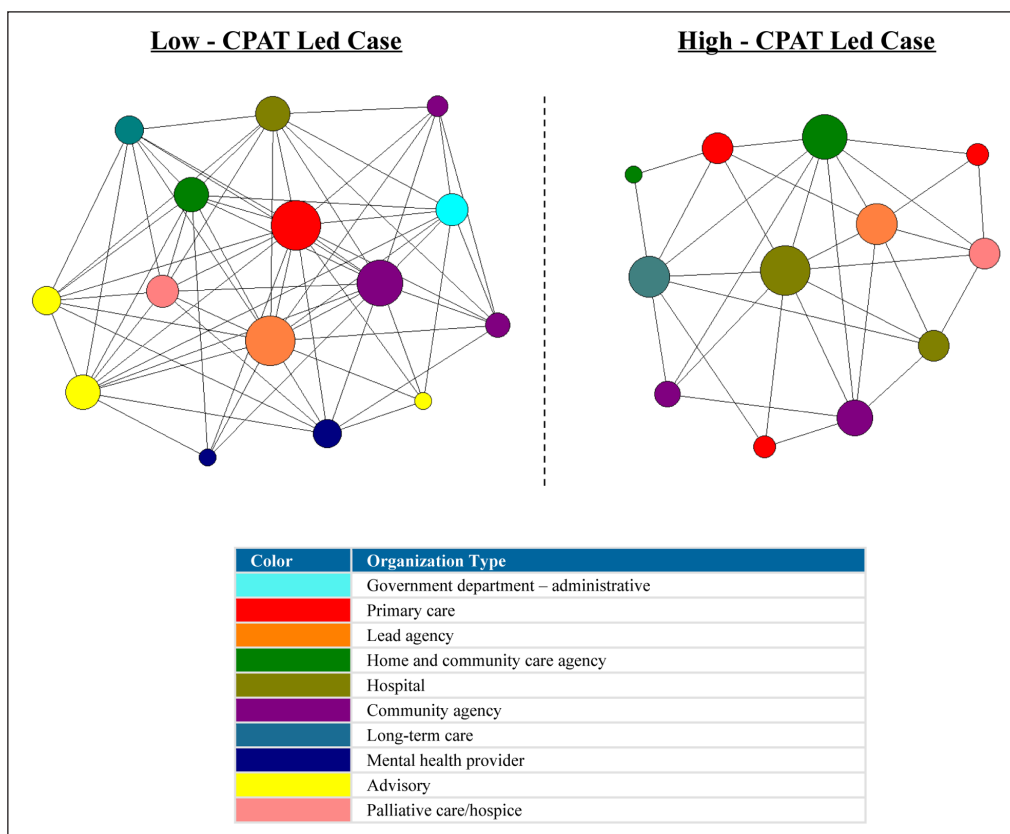 Low - CPAT Led Case
High - CPAT Led Case
Color Organization Type
Government department – administrative
Primary care
Lead agency
Home and community care agency
Hospital
Community agency
Long-term care
Mental health provider
Advisory
Palliative care/hospice